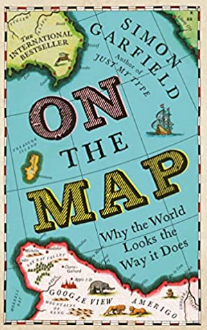 THE
INTERNATIONAL
BESTSELLER
SIMON
GARFIELD
Author of
JUST MY TYPE
ON
THE
MAP
Why the World
Looks the
Way it Does
GOOGLE VIEW
AMERIGO